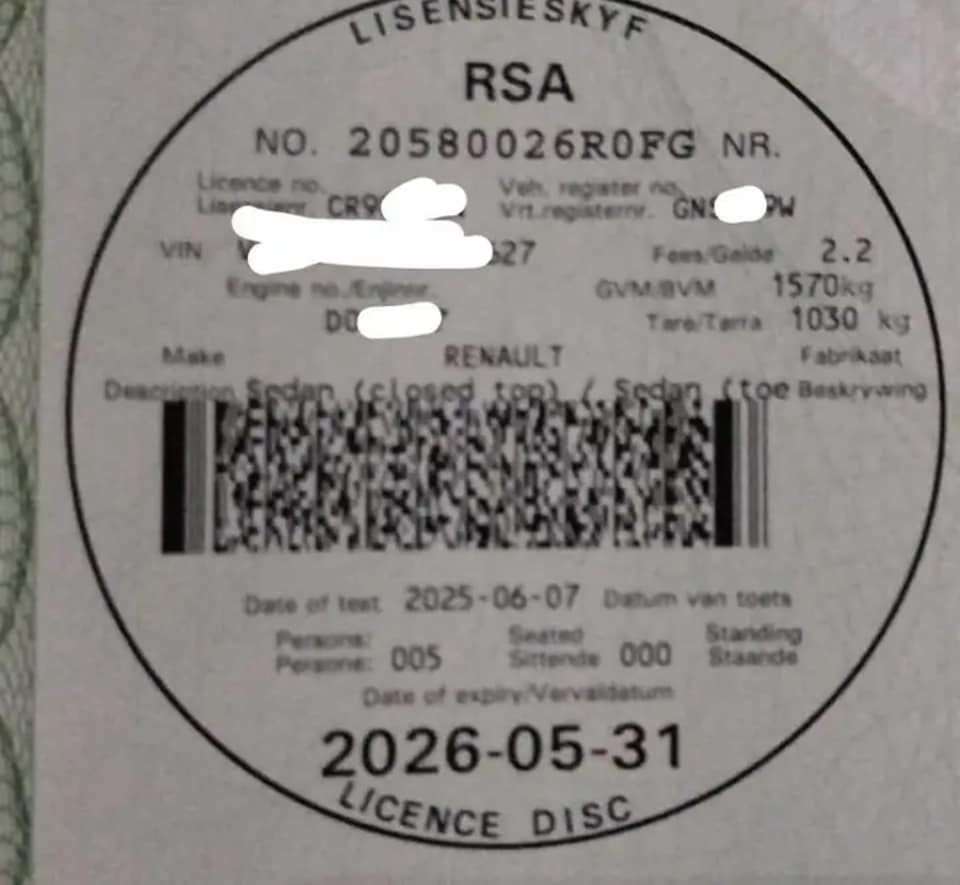 LISENSIESKYF
RSA
NO. 20580026R0FG NR.
Licence no. CR9 Veh. register no.
Vrt.registernr. GNS PW
VIN 27 Fees/Gelde 2.2
Engine no./Enjinnr. GVM/BVM 1570kg
D Tare/Tarra 1030 kg
Make RENAULT Fabrikaat
Description Sedan (closed top) / Sedan (toe Beskrywing
Date of test 2025-06-07 Datum van toets
Persons: Seated Standing
Persone: 005 Sittende 000 Staande
Date of expiry/Vervaldatum
2026-05-31
LICENCE DISC